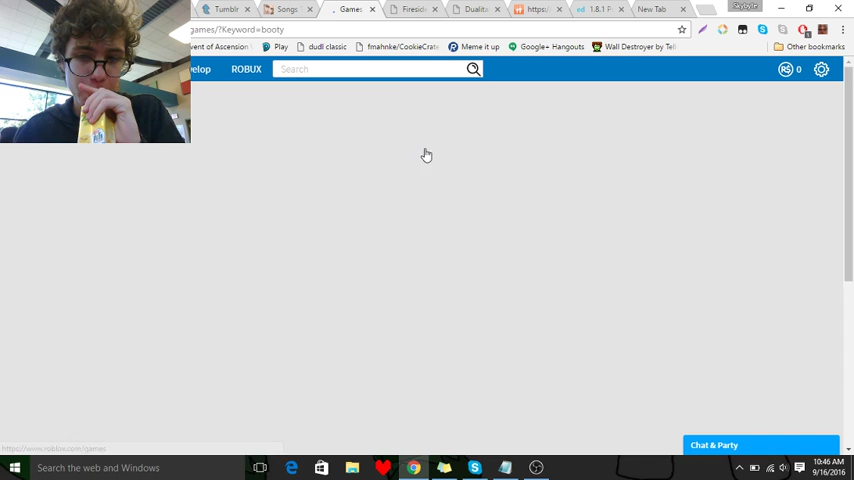 Tumblr Songs Games Fireside Dualita https:/ 1.8.1 P New Tab Skybyte
games/?Keyword=booty
vent of Ascension Play dudl classic fmahnke/CookieCrate Meme it up Google+ Hangouts Wall Destroyer by Tell Other bookmarks
velop ROBUX Search R$ 0
https://www.roblox.com/games
Chat & Party
Search the web and Windows
10:46 AM
9/16/2016